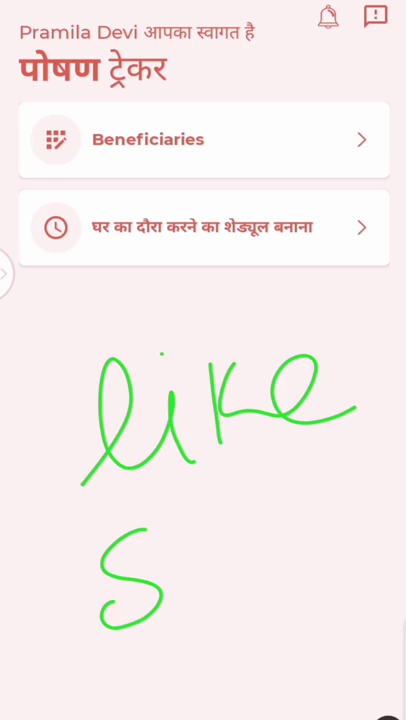 Pramila Devi आपका स्वागत है
पोषण ट्रेकर
Beneficiaries
घर का दौरा करने का शेड्यूल बनाना
like
S